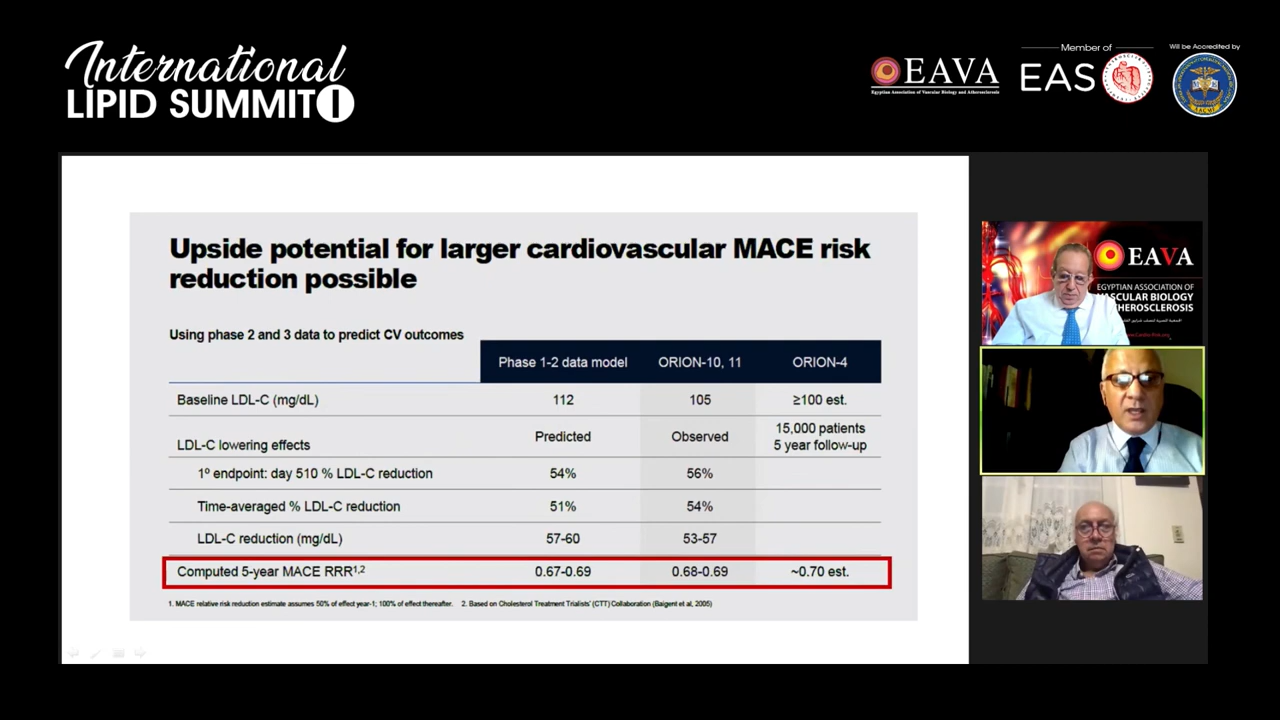 International
LIPID SUMMIT 1
EAVA
Egyptian Association of Vascular Biology and Atherosclerosis
Member of
EAS
Will be Accredited by
Upside potential for larger cardiovascular MACE risk
reduction possible
Using phase 2 and 3 data to predict CV outcomes
Phase 1-2 data model ORION-10, 11 ORION-4
Baseline LDL-C (mg/dL) 112 105 ≥100 est.
LDL-C lowering effects Predicted Observed 15,000 patients
5 year follow-up
1º endpoint: day 510 % LDL-C reduction 54% 56%
Time-averaged % LDL-C reduction 51% 54%
LDL-C reduction (mg/dL) 57-60 53-57
Computed 5-year MACE RRR1,2 0.67-0.69 0.68-0.69 ~0.70 est.
1. MACE relative risk reduction estimate assumes 50% of effect year-1; 100% of effect thereafter. 2. Based on Cholesterol Treatment Trialists' (CTT) Collaboration (Baigent et al, 2005)
EAVA
EGYPTIAN ASSOCIATION OF
VASCULAR BIOLOGY
THEROSCLEROSIS